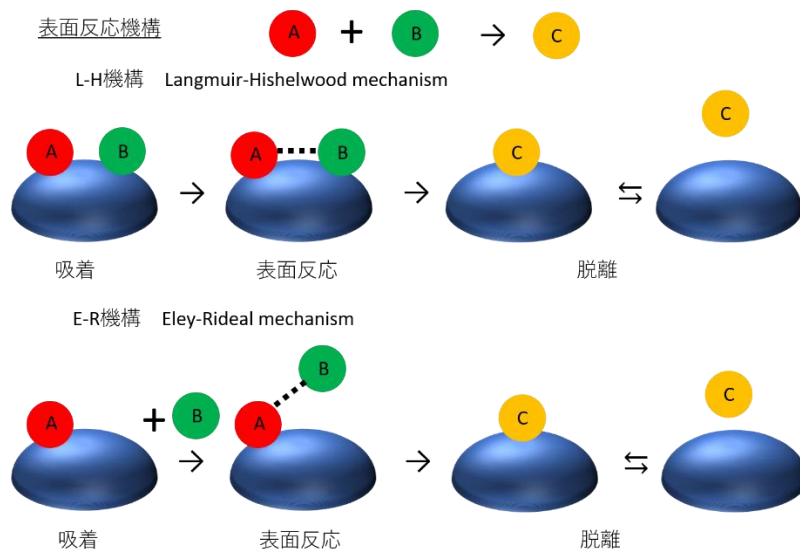 表面反応機構
A + B → C
L-H機構 Langmuir-Hishelwood mechanism
A B → A B → C ⇆ C
吸着 表面反応 脱離
E-R機構 Eley-Rideal mechanism
A + B → A B → C ⇆ C
吸着 表面反応 脱離